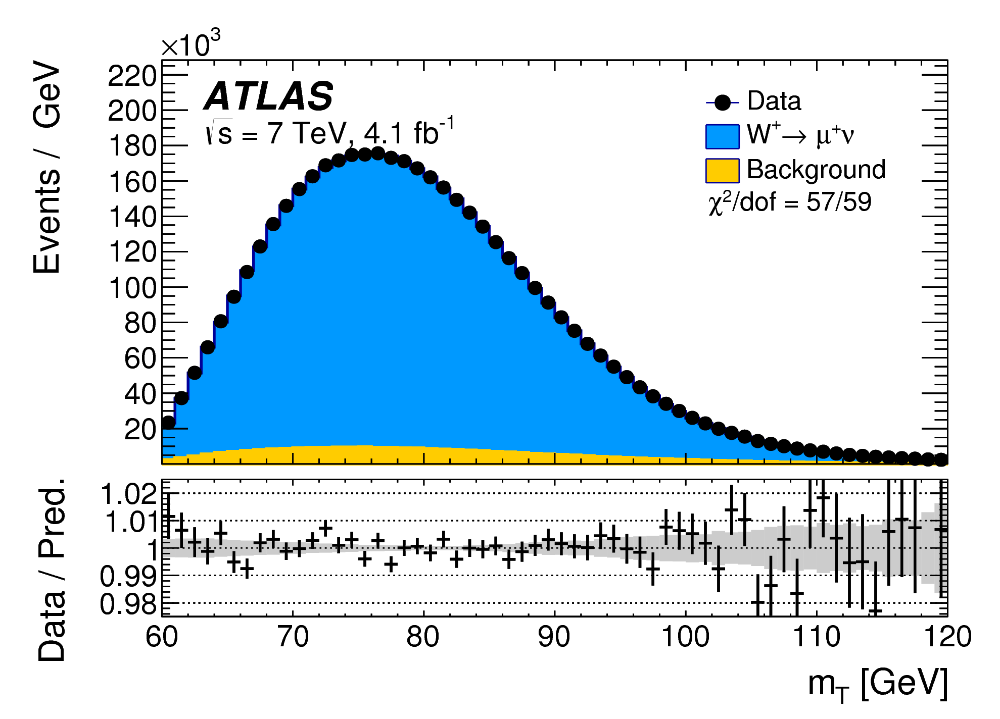 ×10³
Events / GeV
220
200
180
160
140
120
100
80
60
40
20
ATLAS
√s = 7 TeV, 4.1 fb⁻¹
Data
W⁺→ μ⁺ν
Background
χ²/dof = 57/59
Data / Pred.
1.02
1.01
1
0.99
0.98
60 70 80 90 100 110 120
m_T [GeV]